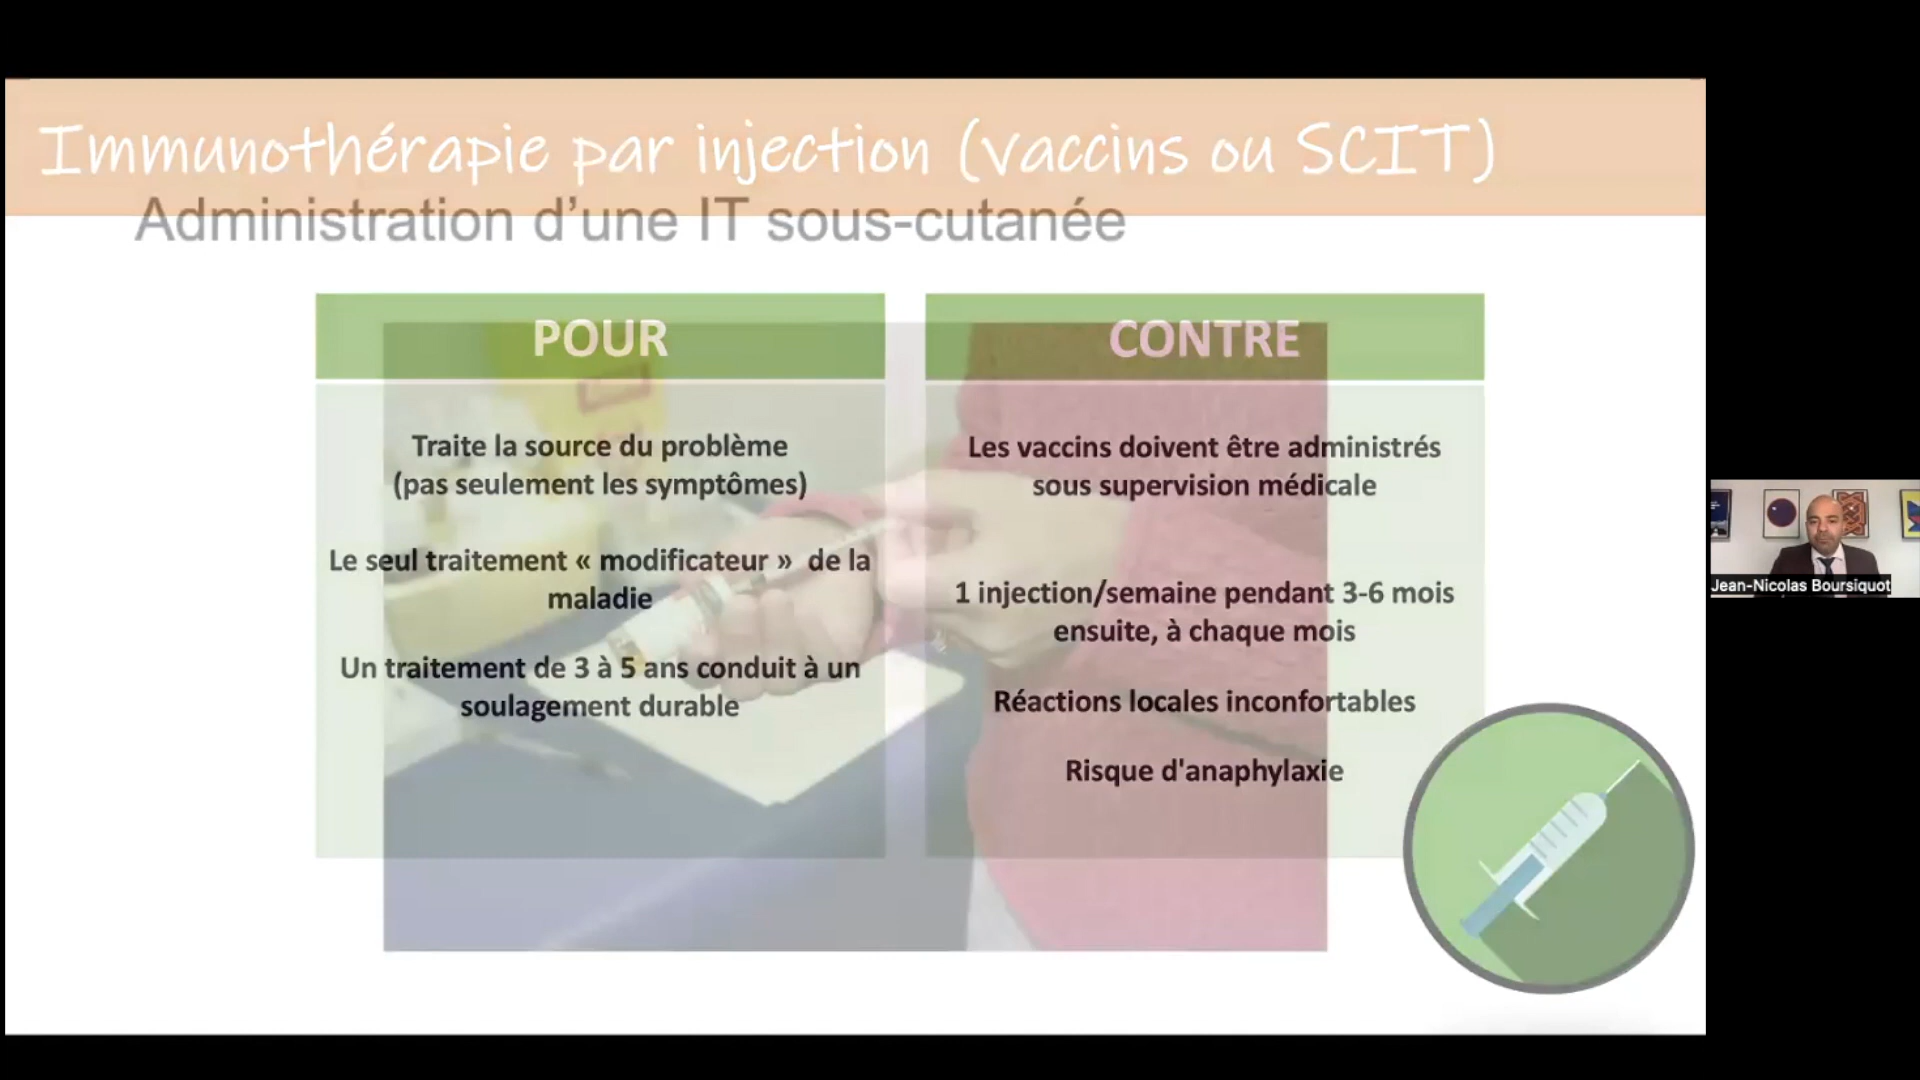 Immunothérapie par injection (vaccins ou SCIT)
Administration d’une IT sous-cutanée
POUR
Traite la source du problème
(pas seulement les symptômes)
Le seul traitement « modificateur » de la
maladie
Un traitement de 3 à 5 ans conduit à un
soulagement durable
CONTRE
Les vaccins doivent être administrés
sous supervision médicale
1 injection/semaine pendant 3-6 mois
ensuite, à chaque mois
Réactions locales inconfortables
Risque d'anaphylaxie
Jean-Nicolas Boursiquot